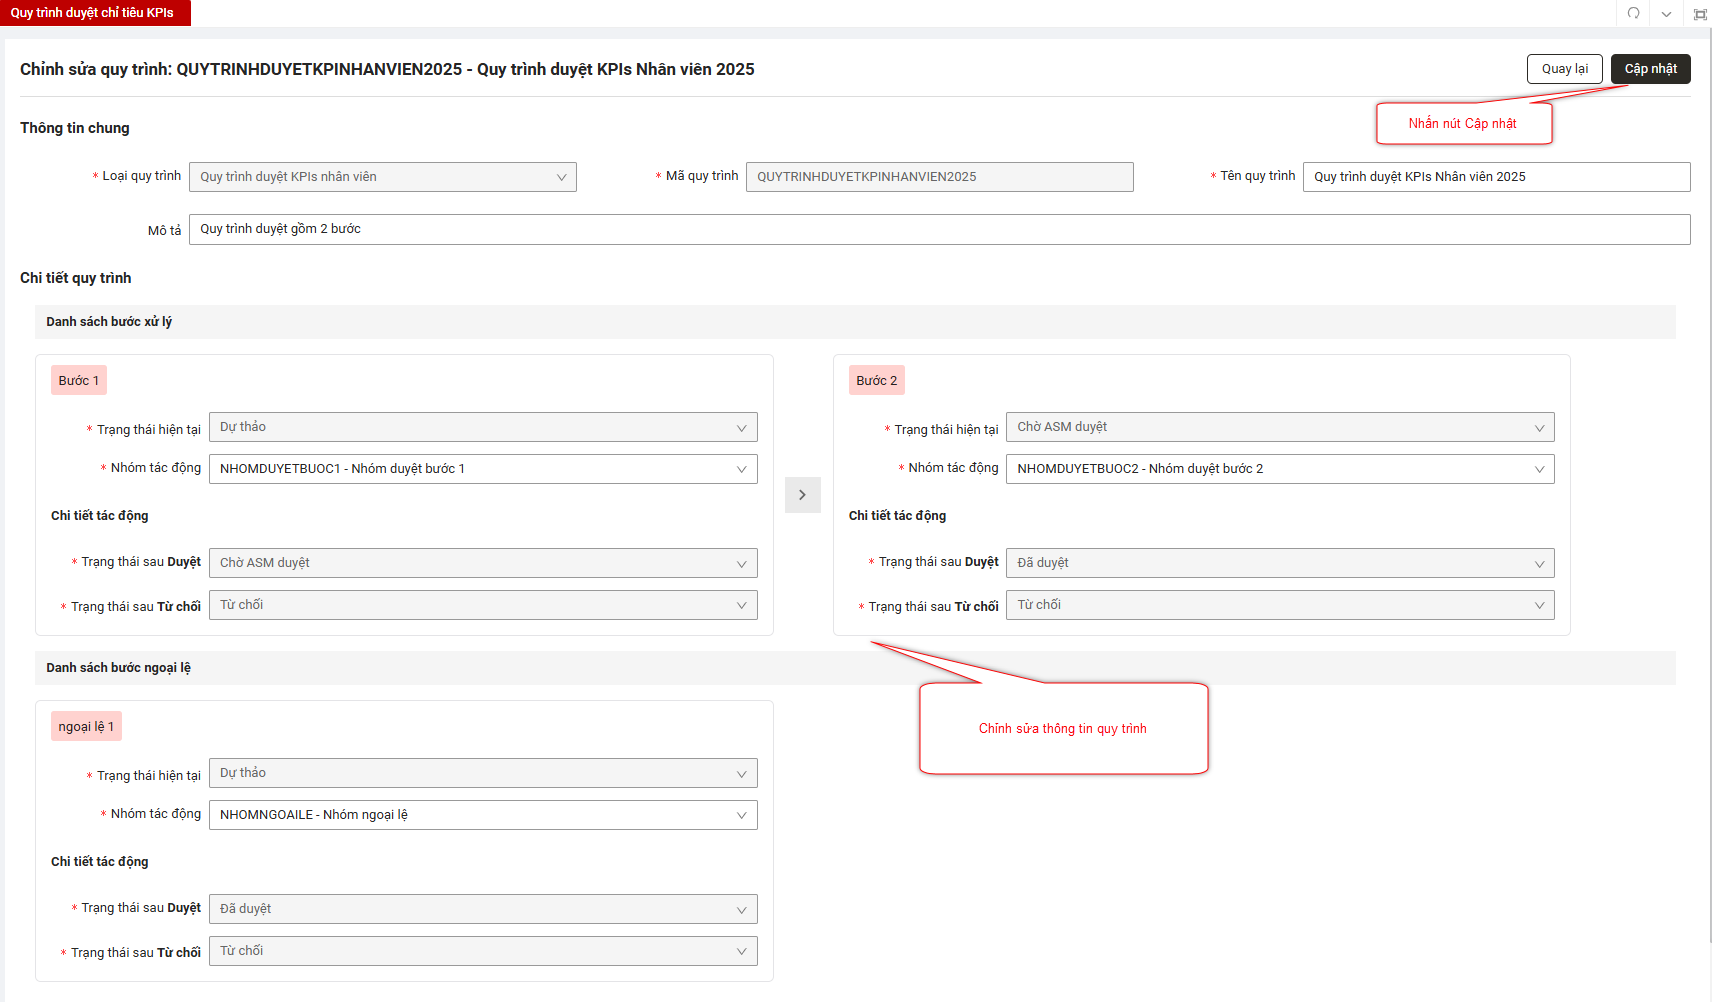 Quy trình duyệt chỉ tiêu KPIs
Chỉnh sửa quy trình: QUYTRINHDUYETKPINHANVIEN2025 - Quy trình duyệt KPIs Nhân viên 2025
Quay lại
Cập nhật
Nhấn nút Cập nhật
Thông tin chung
* Loại quy trình
Quy trình duyệt KPIs nhân viên
* Mã quy trình
QUYTRINHDUYETKPINHANVIEN2025
* Tên quy trình
Quy trình duyệt KPIs Nhân viên 2025
Mô tả
Quy trình duyệt gồm 2 bước
Chi tiết quy trình
Danh sách bước xử lý
Bước 1
* Trạng thái hiện tại
Dự thảo
* Nhóm tác động
NHOMDUYETBUOC1 - Nhóm duyệt bước 1
Chi tiết tác động
* Trạng thái sau Duyệt
Chờ ASM duyệt
* Trạng thái sau Từ chối
Từ chối
Bước 2
* Trạng thái hiện tại
Chờ ASM duyệt
* Nhóm tác động
NHOMDUYETBUOC2 - Nhóm duyệt bước 2
Chi tiết tác động
* Trạng thái sau Duyệt
Đã duyệt
* Trạng thái sau Từ chối
Từ chối
Danh sách bước ngoại lệ
Chỉnh sửa thông tin quy trình
ngoại lệ 1
* Trạng thái hiện tại
Dự thảo
* Nhóm tác động
NHOMNGOAILE - Nhóm ngoại lệ
Chi tiết tác động
* Trạng thái sau Duyệt
Đã duyệt
* Trạng thái sau Từ chối
Từ chối